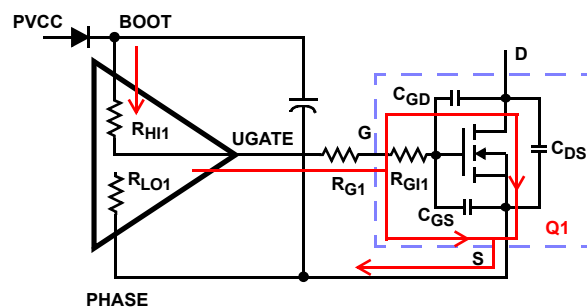 PVCC
BOOT
D
CGD
RHI1
UGATE
G
CDS
RLO1
RG1
RGI1
CGS
Q1
S
PHASE